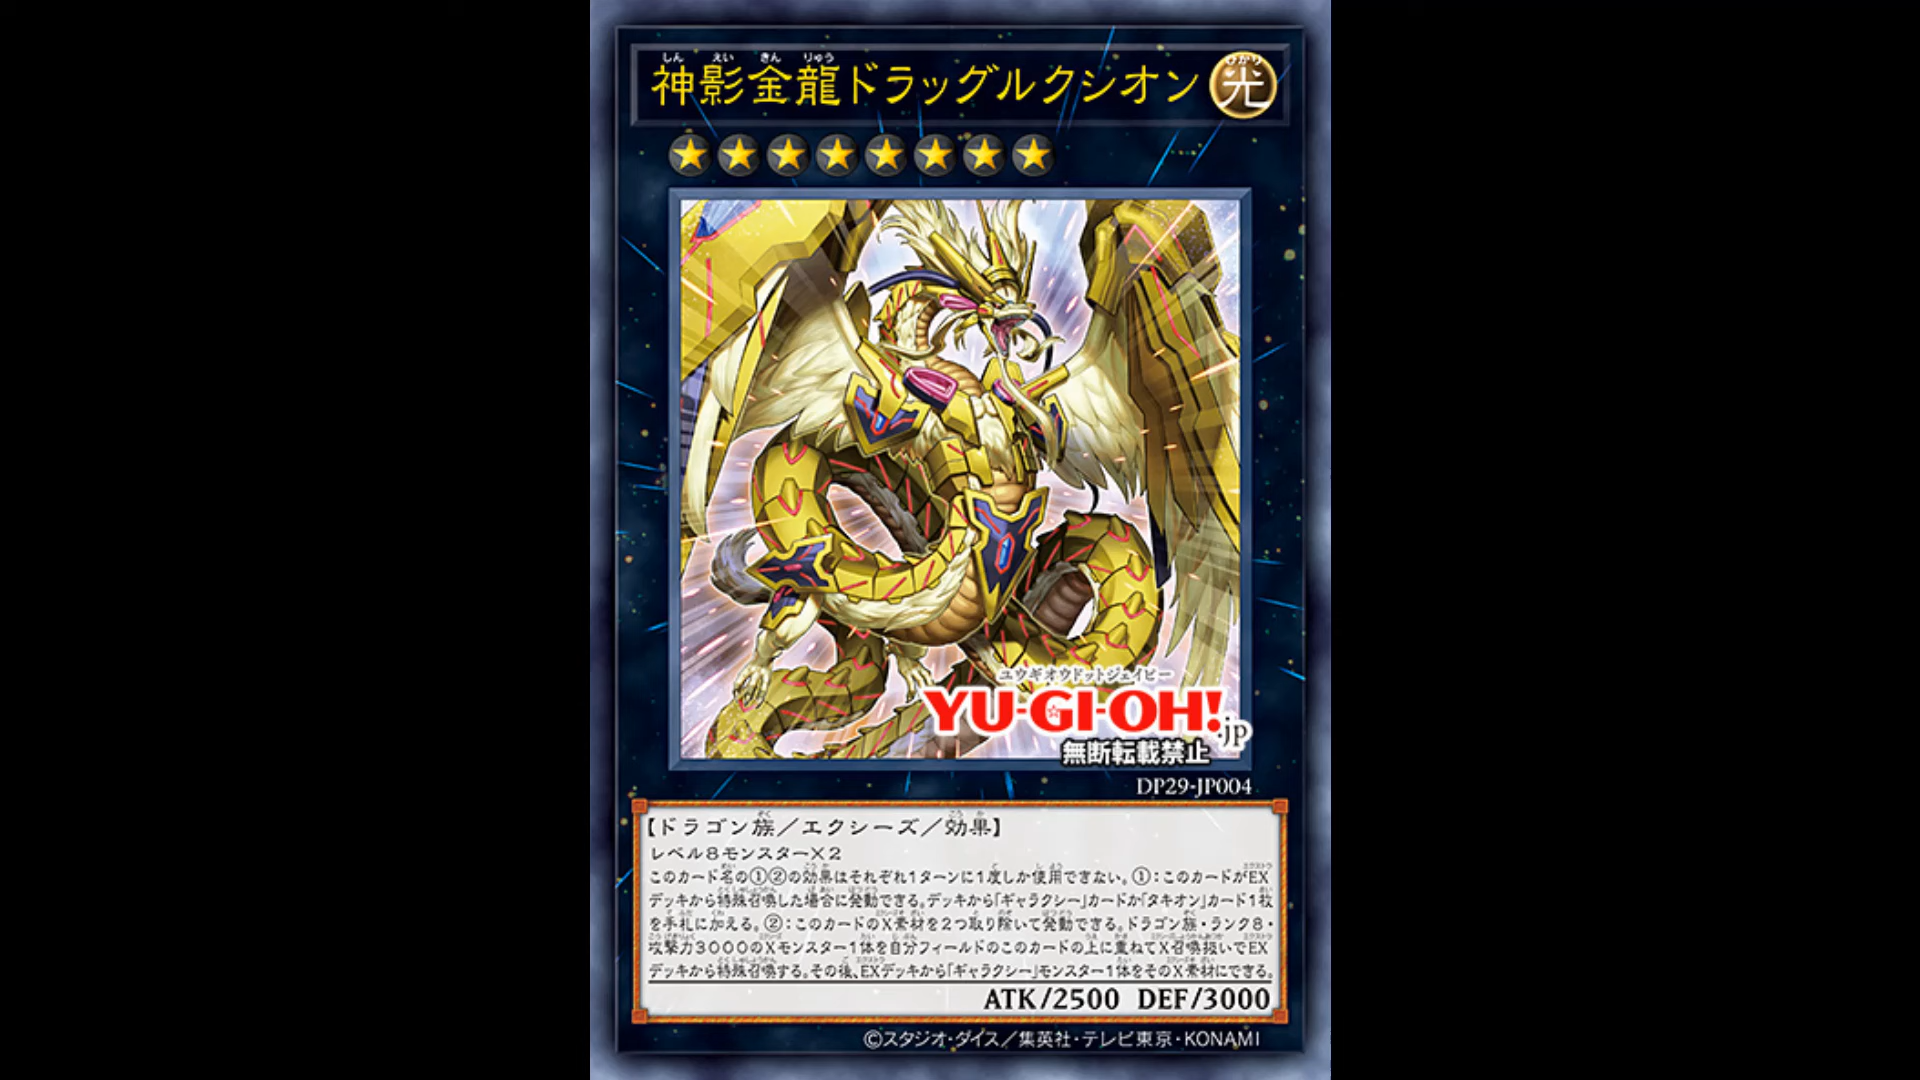 しん えい きん りゅう
神影金龍ドラッグルクシオン
ひかり
光
ユウギオウドットジェイピー
YU-GI-OH!.jp
無断転載禁止
DP29-JP004
【ドラゴン族／エクシーズ／効果】
レベル8モンスター×2
このカード名の①②の効果はそれぞれ1ターンに1度しか使用できない。①：このカードがEX
デッキから特殊召喚した場合に発動できる。デッキから「ギャラクシー」カードか「タキオン」カード1枚
を手札に加える。②：このカードのX素材を2つ取り除いて発動できる。ドラゴン族・ランク8・
攻撃力3000のXモンスター1体を自分フィールドのこのカードの上に重ねてX召喚扱いでEX
デッキから特殊召喚する。その後、EXデッキから「ギャラクシー」モンスター1体をそのX素材にできる。
ATK/2500 DEF/3000
©スタジオ・ダイス／集英社・テレビ東京・KONAMI